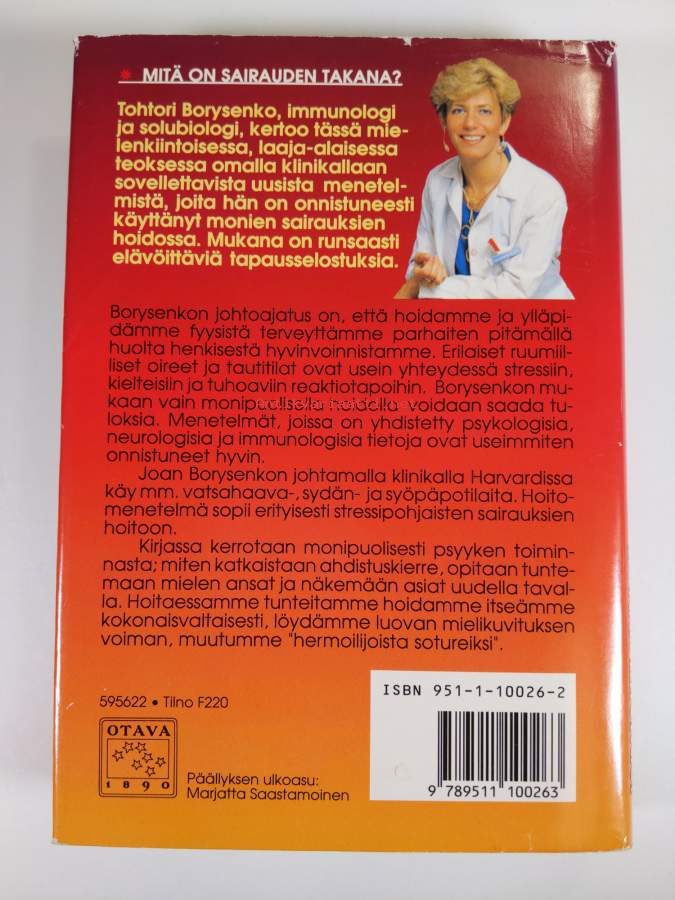 * MITÄ ON SAIRAUDEN TAKANA?
Tohtori Borysenko, immunologi
ja solubiologi, kertoo tässä mie-
lenkiintoisessa, laaja-alaisessa
teoksessa omalla klinikallaan
sovellettavista uusista menetel-
mistä, joita hän on onnistuneesti
käyttänyt monien sairauksien
hoidossa. Mukana on runsaasti
elävöittäviä tapausselostuksia.
Borysenkon johtoajatus on, että hoidamme ja ylläpi-
dämme fyysistä terveyttämme parhaiten pitämällä
huolta henkisestä hyvinvoinnistamme. Erilaiset ruumiil-
liset oireet ja tautitilat ovat usein yhteydessä stressiin,
kielteisiin ja tuhoaviin reaktiotapoihin. Borysenkon mu-
kaan vain monipuolisella hoidolla voidaan saada tu-
loksia. Menetelmät, joissa on yhdistetty psykologisia,
neurologisia ja immunologisia tietoja ovat useimmiten
onnistuneet hyvin.
Joan Borysenkon johtamalla klinikalla Harvardissa
käy mm. vatsahaava-, sydän- ja syöpäpotilaita. Hoito-
menetelmä sopii erityisesti stressipohjaisten sairauksien
hoitoon.
Kirjassa kerrotaan monipuolisesti psyyken toimin-
nasta; miten katkaistaan ahdistuskierre, opitaan tunte-
maan mielen ansat ja näkemään asiat uudella taval-
la. Hoitaessamme tunteitamme hoidamme itseämme
kokonaisvaltaisesti, löydämme luovan mielikuvituksen
voiman, muutumme "hermoilijoista sotureiksi".
595622 • Tilno F220
OTAVA
1890
Päällyksen ulkoasu:
Marjatta Saastamoinen
ISBN 951-1-10026-2
9 789511 100263